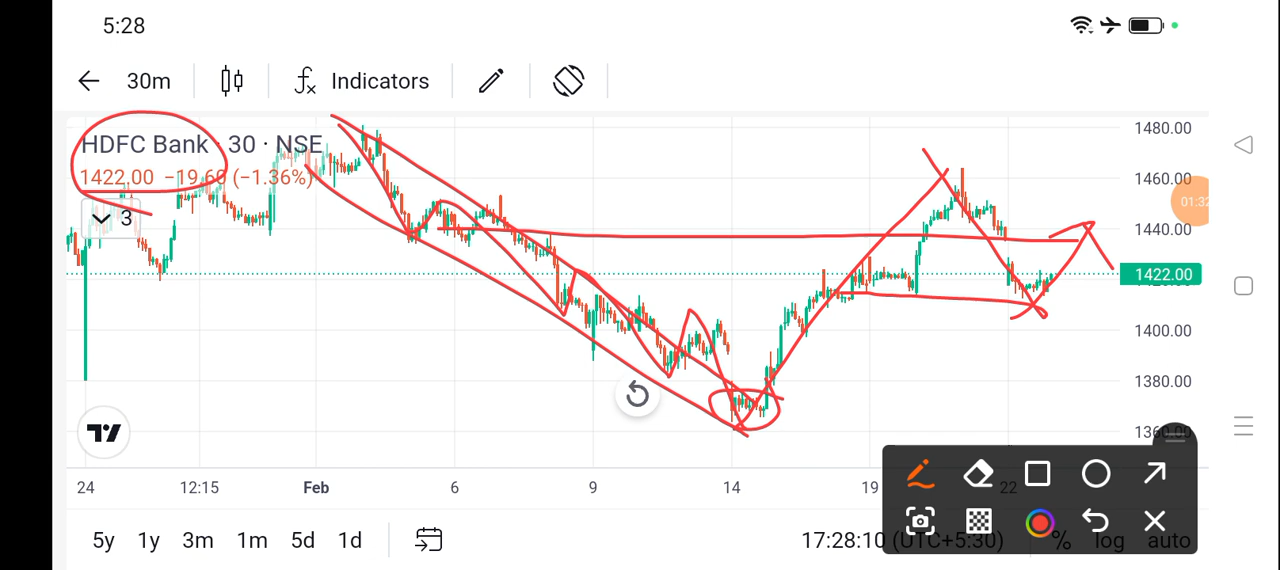 5:28
30m Indicators
HDFC Bank · 30 · NSE
1422.00 −19.60 (−1.36%)
3
1480.00
1460.00
1440.00
1422.00
1400.00
1380.00
01:32
24 12:15 Feb 6 9 14 19 22
5y 1y 3m 1m 5d 1d 17:28:10 (UTC+5:30) % log auto